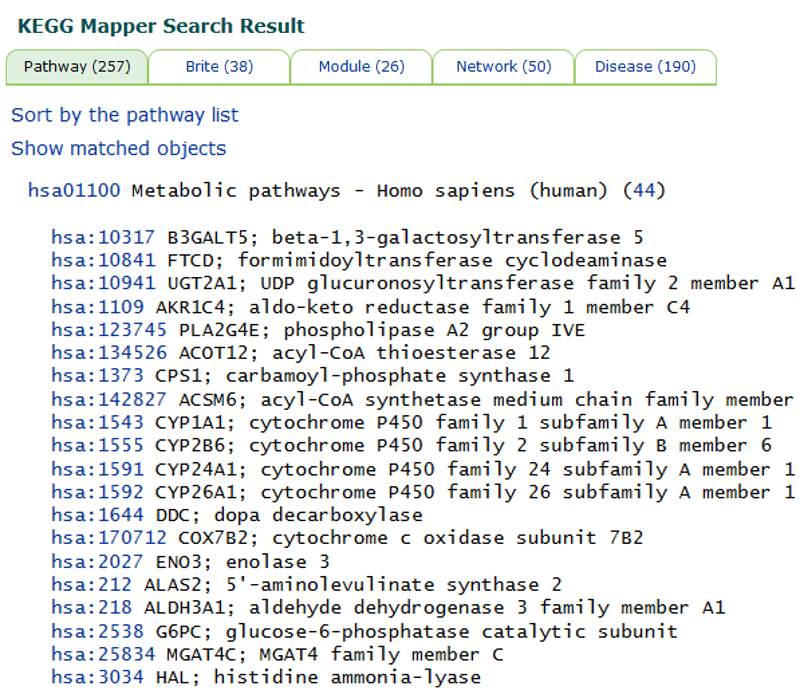 KEGG Mapper Search Result
Pathway (257) Brite (38) Module (26) Network (50) Disease (190)
Sort by the pathway list
Show matched objects
hsa01100 Metabolic pathways - Homo sapiens (human) (44)
hsa:10317 B3GALT5; beta-1,3-galactosyltransferase 5
hsa:10841 FTCD; formimidoyltransferase cyclodeaminase
hsa:10941 UGT2A1; UDP glucuronosyltransferase family 2 member A1
hsa:1109 AKR1C4; aldo-keto reductase family 1 member C4
hsa:123745 PLA2G4E; phospholipase A2 group IVE
hsa:134526 ACOT12; acyl-CoA thioesterase 12
hsa:1373 CPS1; carbamoyl-phosphate synthase 1
hsa:142827 ACSM6; acyl-CoA synthetase medium chain family member
hsa:1543 CYP1A1; cytochrome P450 family 1 subfamily A member 1
hsa:1555 CYP2B6; cytochrome P450 family 2 subfamily B member 6
hsa:1591 CYP24A1; cytochrome P450 family 24 subfamily A member 1
hsa:1592 CYP26A1; cytochrome P450 family 26 subfamily A member 1
hsa:1644 DDC; dopa decarboxylase
hsa:170712 COX7B2; cytochrome c oxidase subunit 7B2
hsa:2027 ENO3; enolase 3
hsa:212 ALAS2; 5'-aminolevulinate synthase 2
hsa:218 ALDH3A1; aldehyde dehydrogenase 3 family member A1
hsa:2538 G6PC; glucose-6-phosphatase catalytic subunit
hsa:25834 MGAT4C; MGAT4 family member C
hsa:3034 HAL; histidine ammonia-lyase